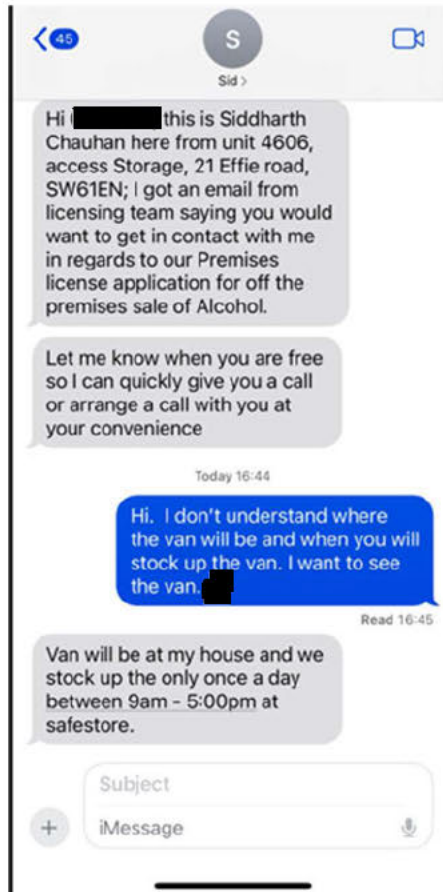 45
S
Sid >
Hi this is Siddharth
Chauhan here from unit 4606,
access Storage, 21 Effie road,
SW61EN; I got an email from
licensing team saying you would
want to get in contact with me
in regards to our Premises
license application for off the
premises sale of Alcohol.
Let me know when you are free
so I can quickly give you a call
or arrange a call with you at
your convenience
Today 16:44
Hi. I don't understand where
the van will be and when you will
stock up the van. I want to see
the van.
Read 16:45
Van will be at my house and we
stock up the only once a day
between 9am - 5:00pm at
safestore.
Subject
iMessage